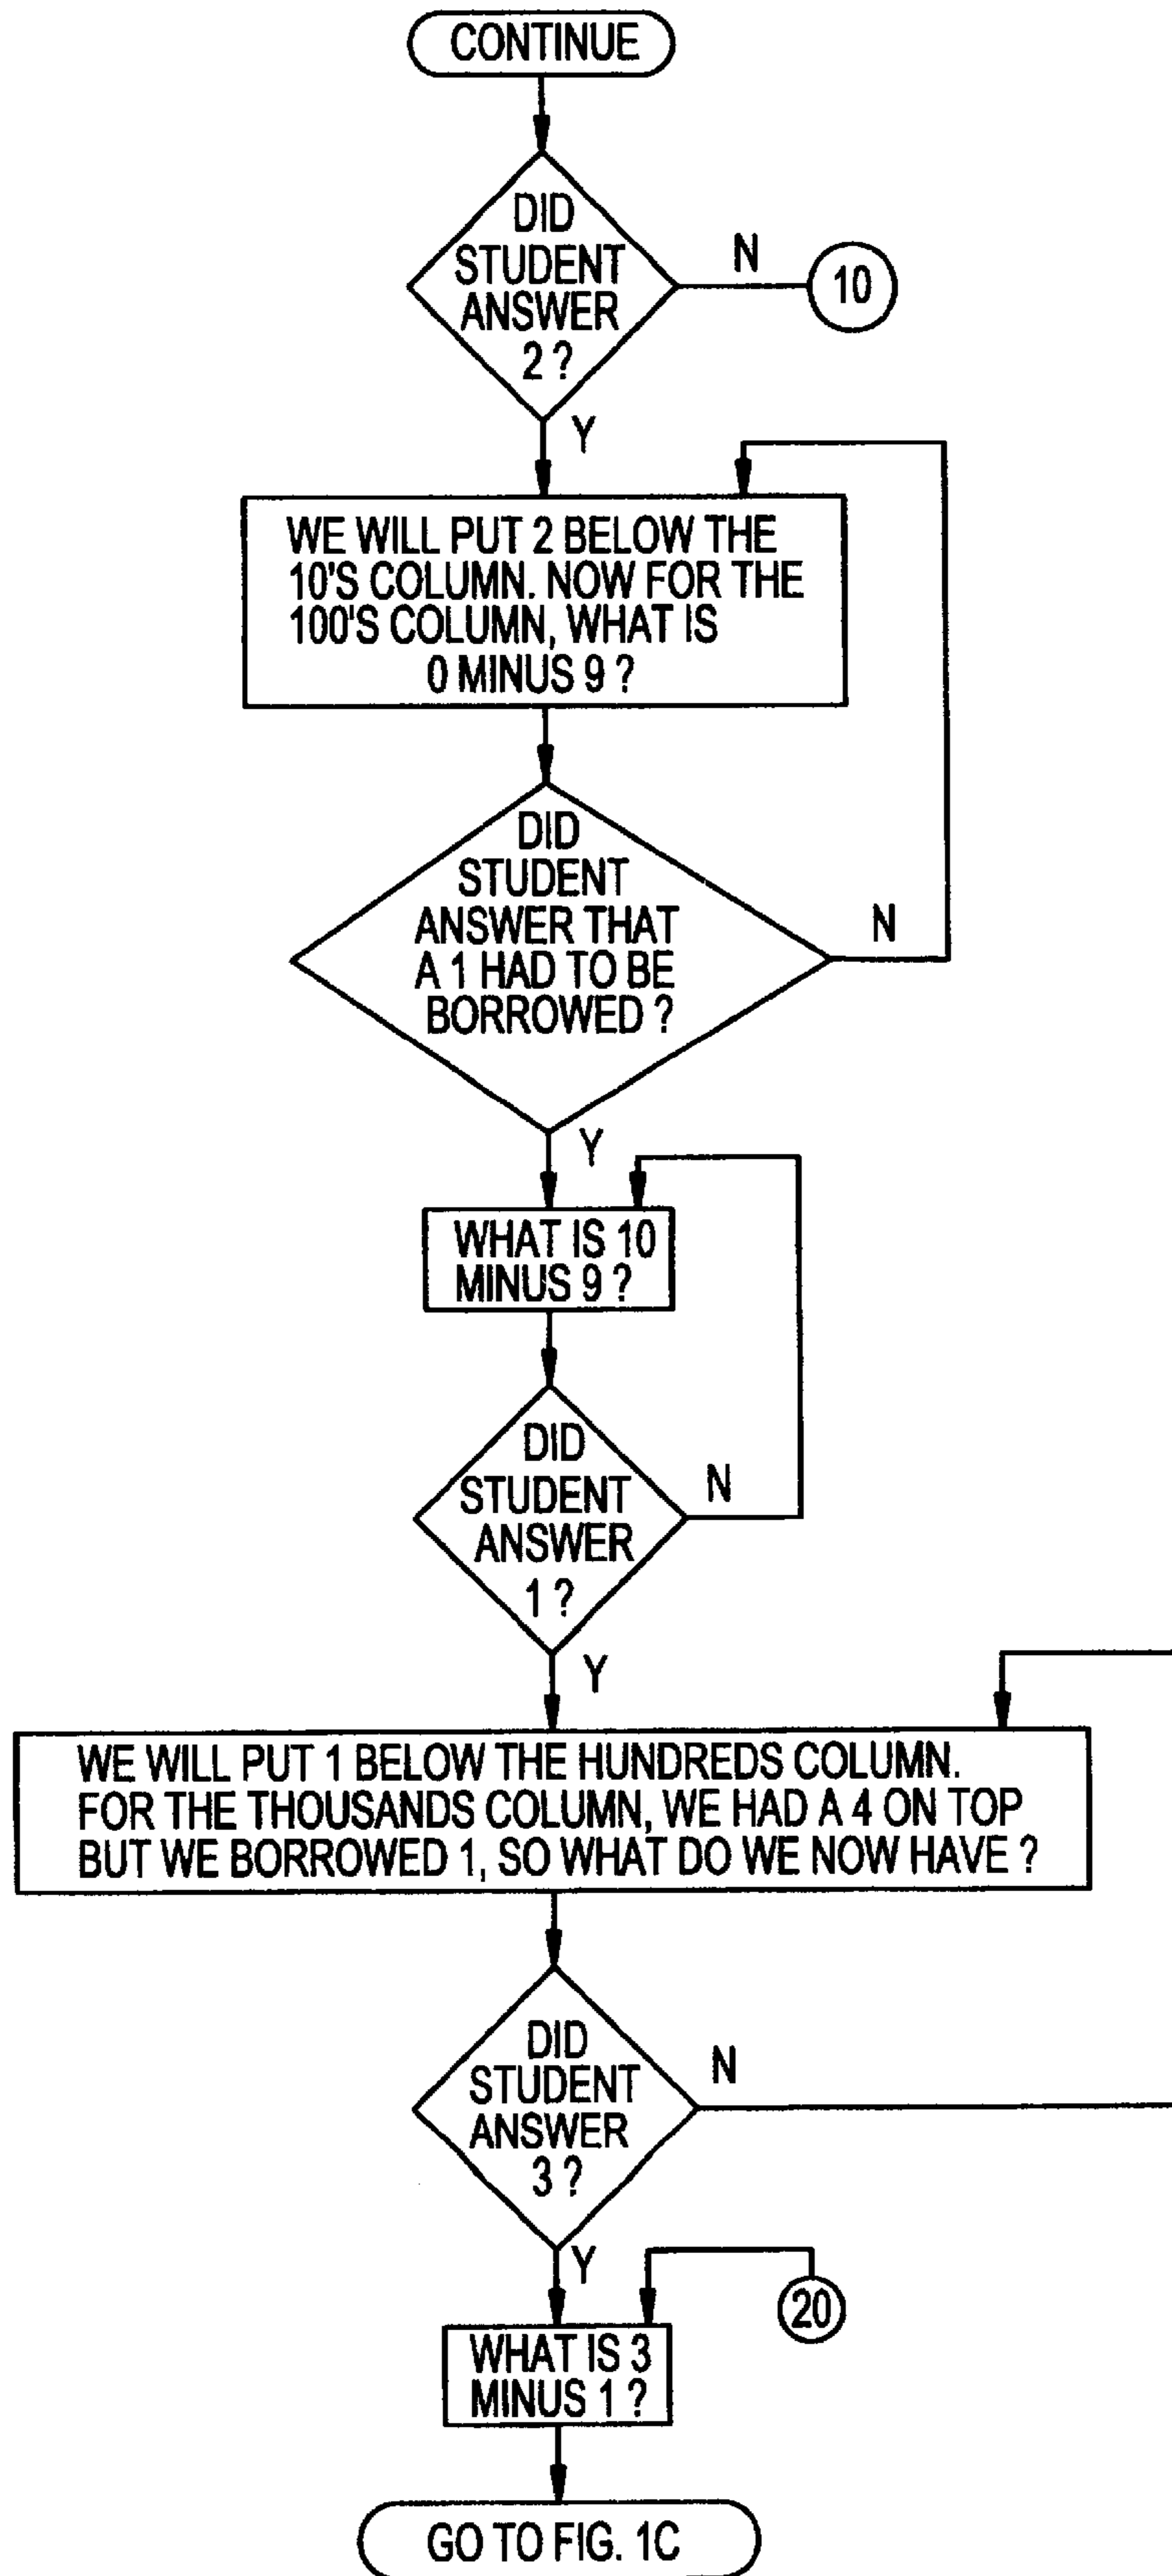 CONTINUE
DID
STUDENT
ANSWER
2 ?
N
10
Y
WE WILL PUT 2 BELOW THE
10'S COLUMN. NOW FOR THE
100'S COLUMN, WHAT IS
0 MINUS 9 ?
DID
STUDENT
ANSWER THAT
A 1 HAD TO BE
BORROWED ?
N
Y
WHAT IS 10
MINUS 9 ?
DID
STUDENT
ANSWER
1 ?
N
Y
WE WILL PUT 1 BELOW THE HUNDREDS COLUMN.
FOR THE THOUSANDS COLUMN, WE HAD A 4 ON TOP
BUT WE BORROWED 1, SO WHAT DO WE NOW HAVE ?
DID
STUDENT
ANSWER
3 ?
N
Y
20
WHAT IS 3
MINUS 1 ?
GO TO FIG. 1C